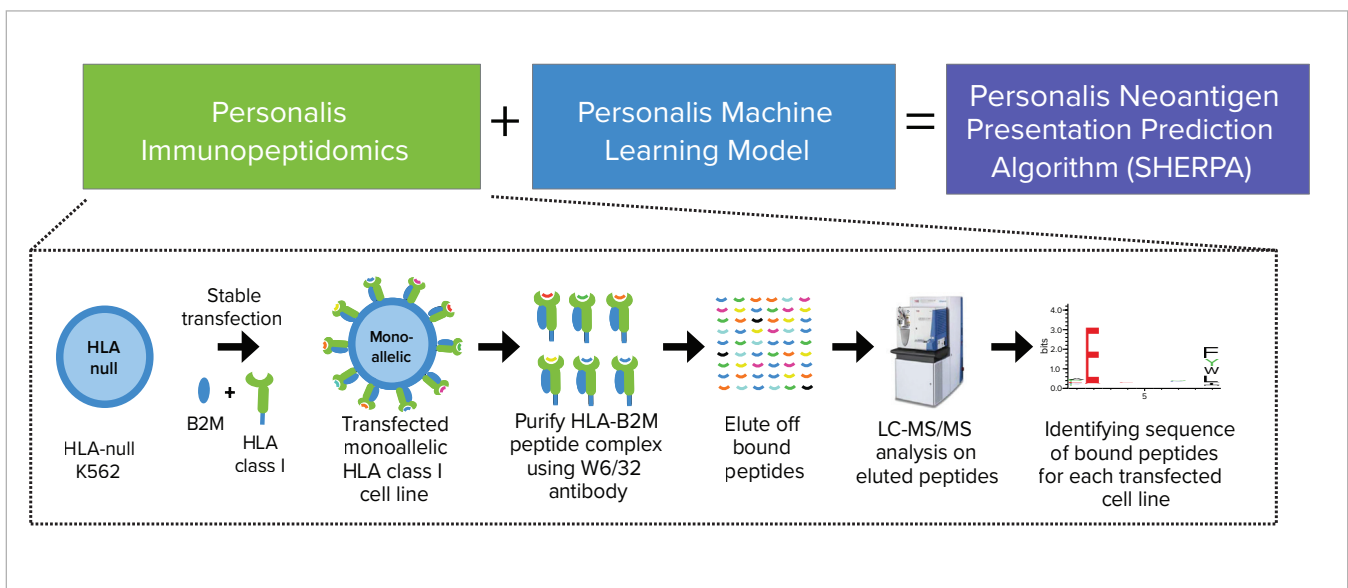 Personalis
Immunopeptidomics
+
Personalis Machine
Learning Model
=
Personalis Neoantigen
Presentation Prediction
Algorithm (SHERPA)
HLA
null
HLA-null
K562
Stable
transfection
+
B2M
HLA
class I
Mono-
allelic
Transfected
monoallelic
HLA class I
cell line
Purify HLA-B2M
peptide complex
using W6/32
antibody
Elute off
bound
peptides
LC-MS/MS
analysis on
eluted peptides
bits
4.0
3.0
2.0
1.0
0.0
E
F
Y
W
L
5
Identifying sequence
of bound peptides
for each transfected
cell line